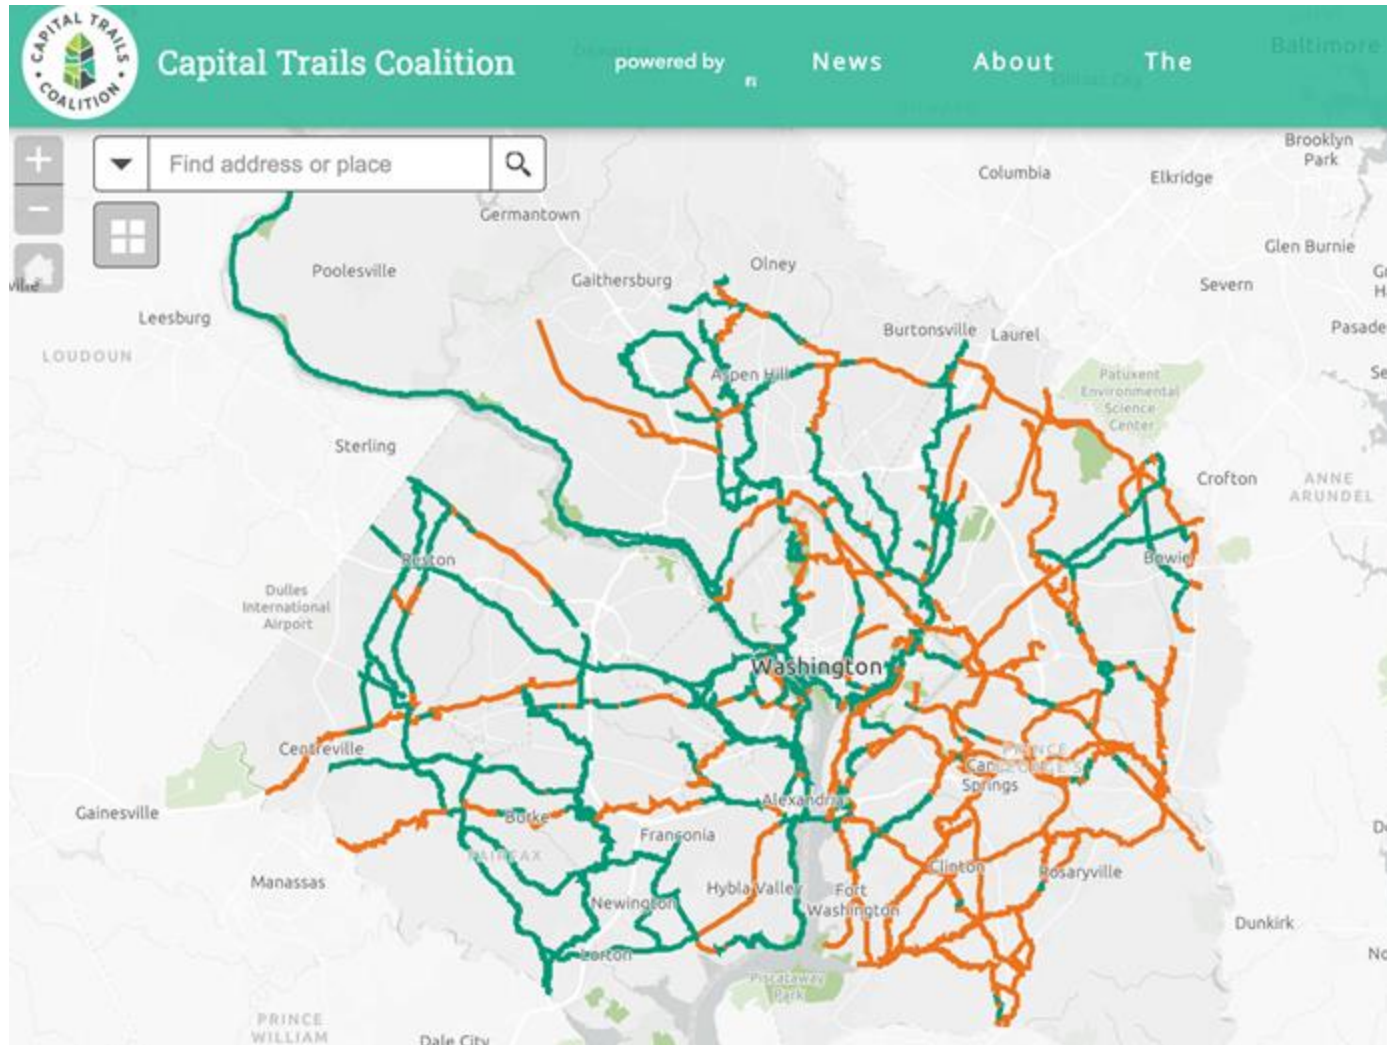 CAPITAL TRAILS
COALITION
Capital Trails Coalition
powered by
News
About
The
Baltimore
Find address or place
Brooklyn
Park
Columbia
Elkridge
Germantown
Glen Burnie
Poolesville
Olney
Gaithersburg
Severn
Leesburg
Burtonsville
Laurel
LOUDOUN
Aspen Hill
Patuxent
Environmental
Science
Center
Sterling
Crofton
ANNE
ARUNDEL
Reston
Bowie
Dulles
International
Airport
Washington
Centreville
PRINCE
GEORGE'S
Springs
Gainesville
Alexandria
Burke
Franconia
FAIRFAX
Clinton
Rosaryville
Manassas
Hybla Valley
Fort
Washington
Newington
Dunkirk
Lorton
Piscataway
Park
PRINCE
WILLIAM
Dale City